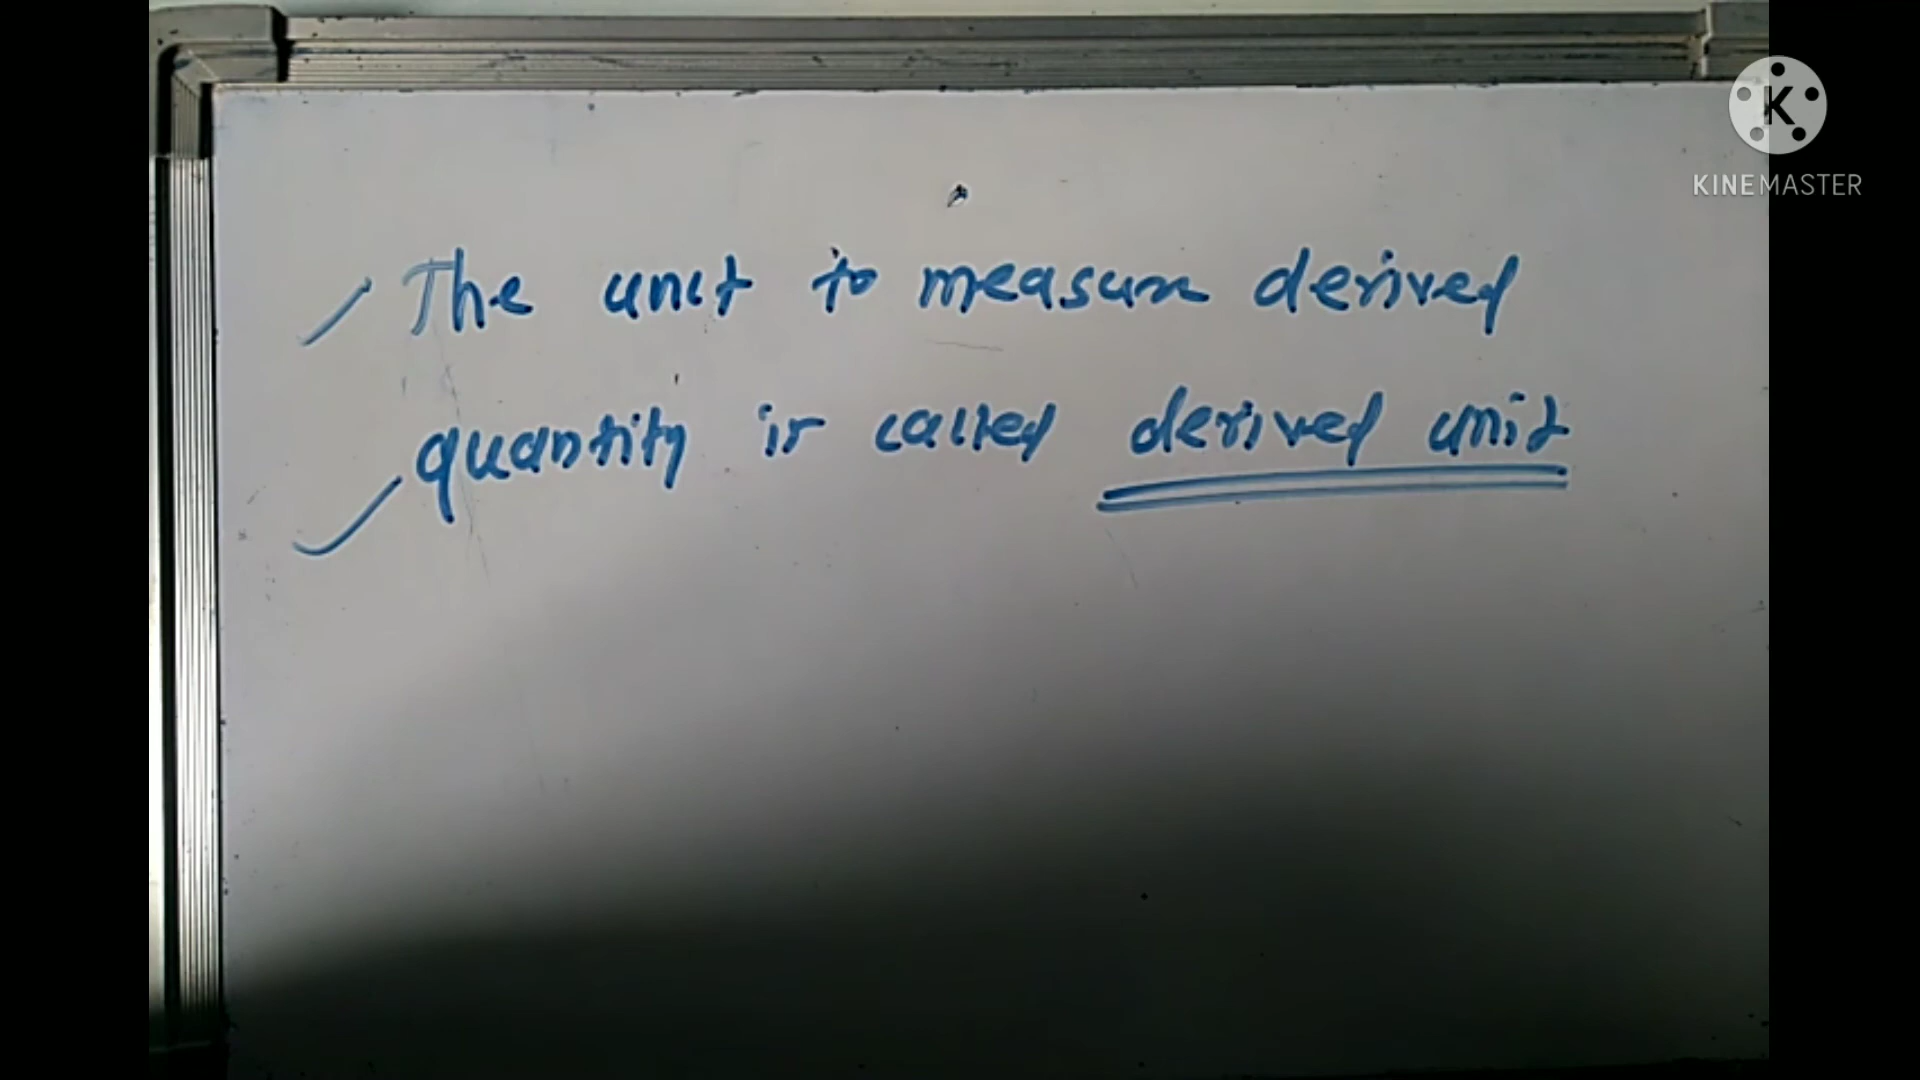 KINEMASTER
The unit to measure derived
quantity is called derived unit